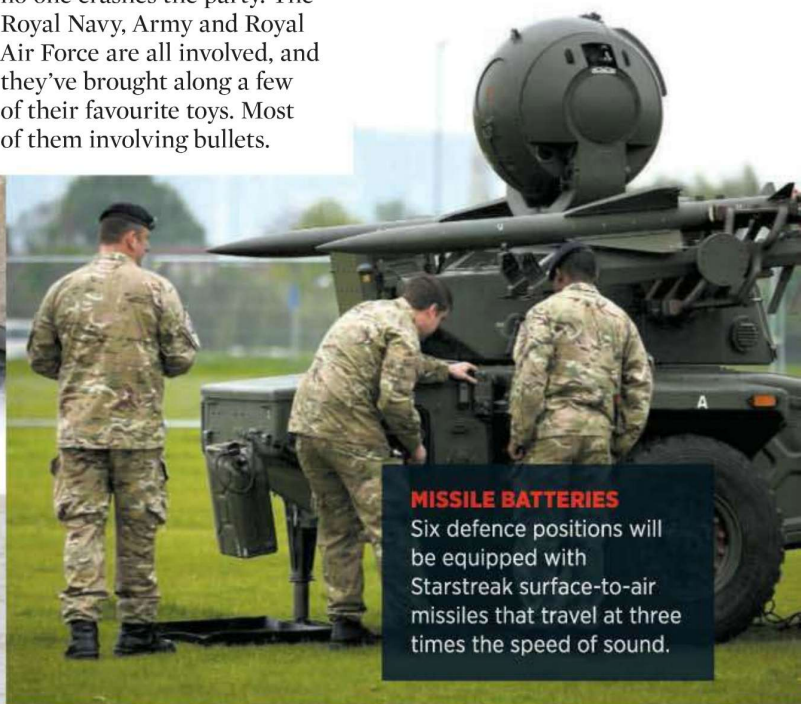 no one crashes the party. The
Royal Navy, Army and Royal
Air Force are all involved, and
they've brought along a few
of their favourite toys. Most
of them involving bullets.
A
MISSILE BATTERIES
Six defence positions will
be equipped with
Starstreak surface-to-air
missiles that travel at three
times the speed of sound.